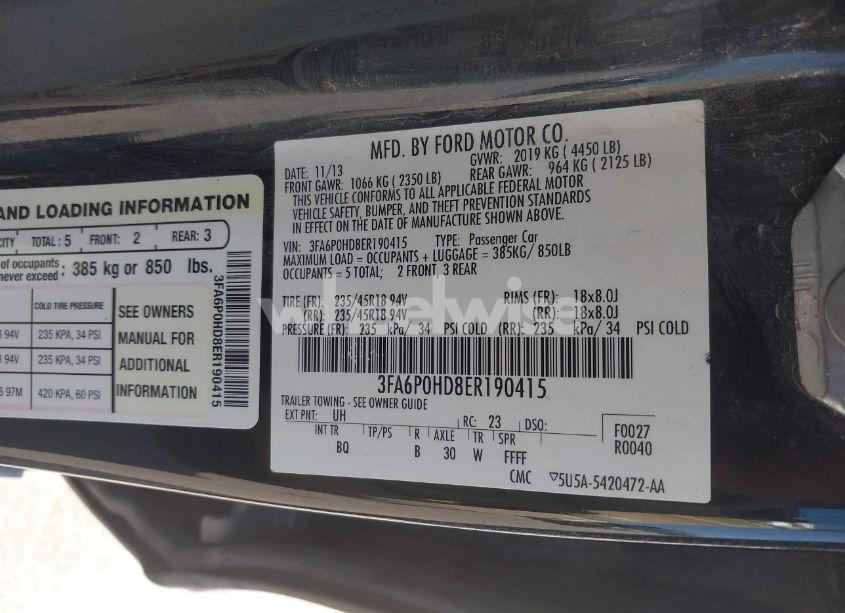 AND LOADING INFORMATION
CITY TOTAL: 5 FRONT: 2 REAR: 3
of occupants: 385 kg or 850 lbs.
never exceed:
COLD TIRE PRESSURE
94V 235 KPA, 34 PSI
94V 235 KPA, 34 PSI
97M 420 KPA, 60 PSI
SEE OWNERS
MANUAL FOR
ADDITIONAL
INFORMATION
3FA6P0HD8ER190415
MFD. BY FORD MOTOR CO.
DATE: 11/13 GVWR: 2019 KG ( 4450 LB)
FRONT GAWR: 1066 KG ( 2350 LB) REAR GAWR: 964 KG ( 2125 LB)
THIS VEHICLE CONFORMS TO ALL APPLICABLE FEDERAL MOTOR
VEHICLE SAFETY, BUMPER, AND THEFT PREVENTION STANDARDS
IN EFFECT ON THE DATE OF MANUFACTURE SHOWN ABOVE.
VIN: 3FA6P0HD8ER190415 TYPE: Passenger Car
MAXIMUM LOAD = OCCUPANTS + LUGGAGE = 385KG/ 850LB
OCCUPANTS = 5 TOTAL; 2 FRONT, 3 REAR
wheelwise
TIRE (FR): 235/45R18 94V RIMS (FR): 18x8.0J
(RR): 235/45R18 94V (RR): 18x8.0J
PRESSURE (FR): 235 kPa/ 34 PSI COLD (RR): 235 kPa/ 34 PSI COLD
3FA6P0HD8ER190415
TRAILER TOWING - SEE OWNER GUIDE
EXT PNT: UH RC: 23 DSO:
INT TR TP/PS R AXLE TR SPR
BQ B 30 W FFFF
F0027
R0040
CMC ▽5U5A-5420472-AA